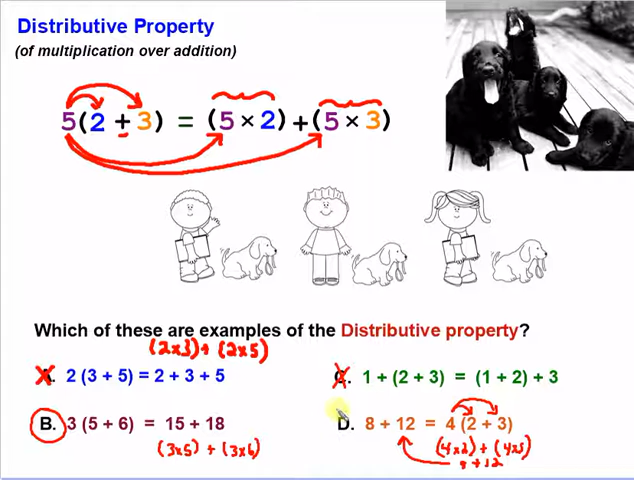 Distributive Property
(of multiplication over addition)
5(2 + 3) = (5 × 2) + (5 × 3)
Which of these are examples of the Distributive property?
(2x3)+(2x5)
A. 2 (3 + 5) = 2 + 3 + 5
C. 1 + (2 + 3) = (1 + 2) + 3
B. 3 (5 + 6) = 15 + 18
D. 8 + 12 = 4 (2 + 3)
(3x5) + (3x6)
(4x2) + (4x3)
8 + 12